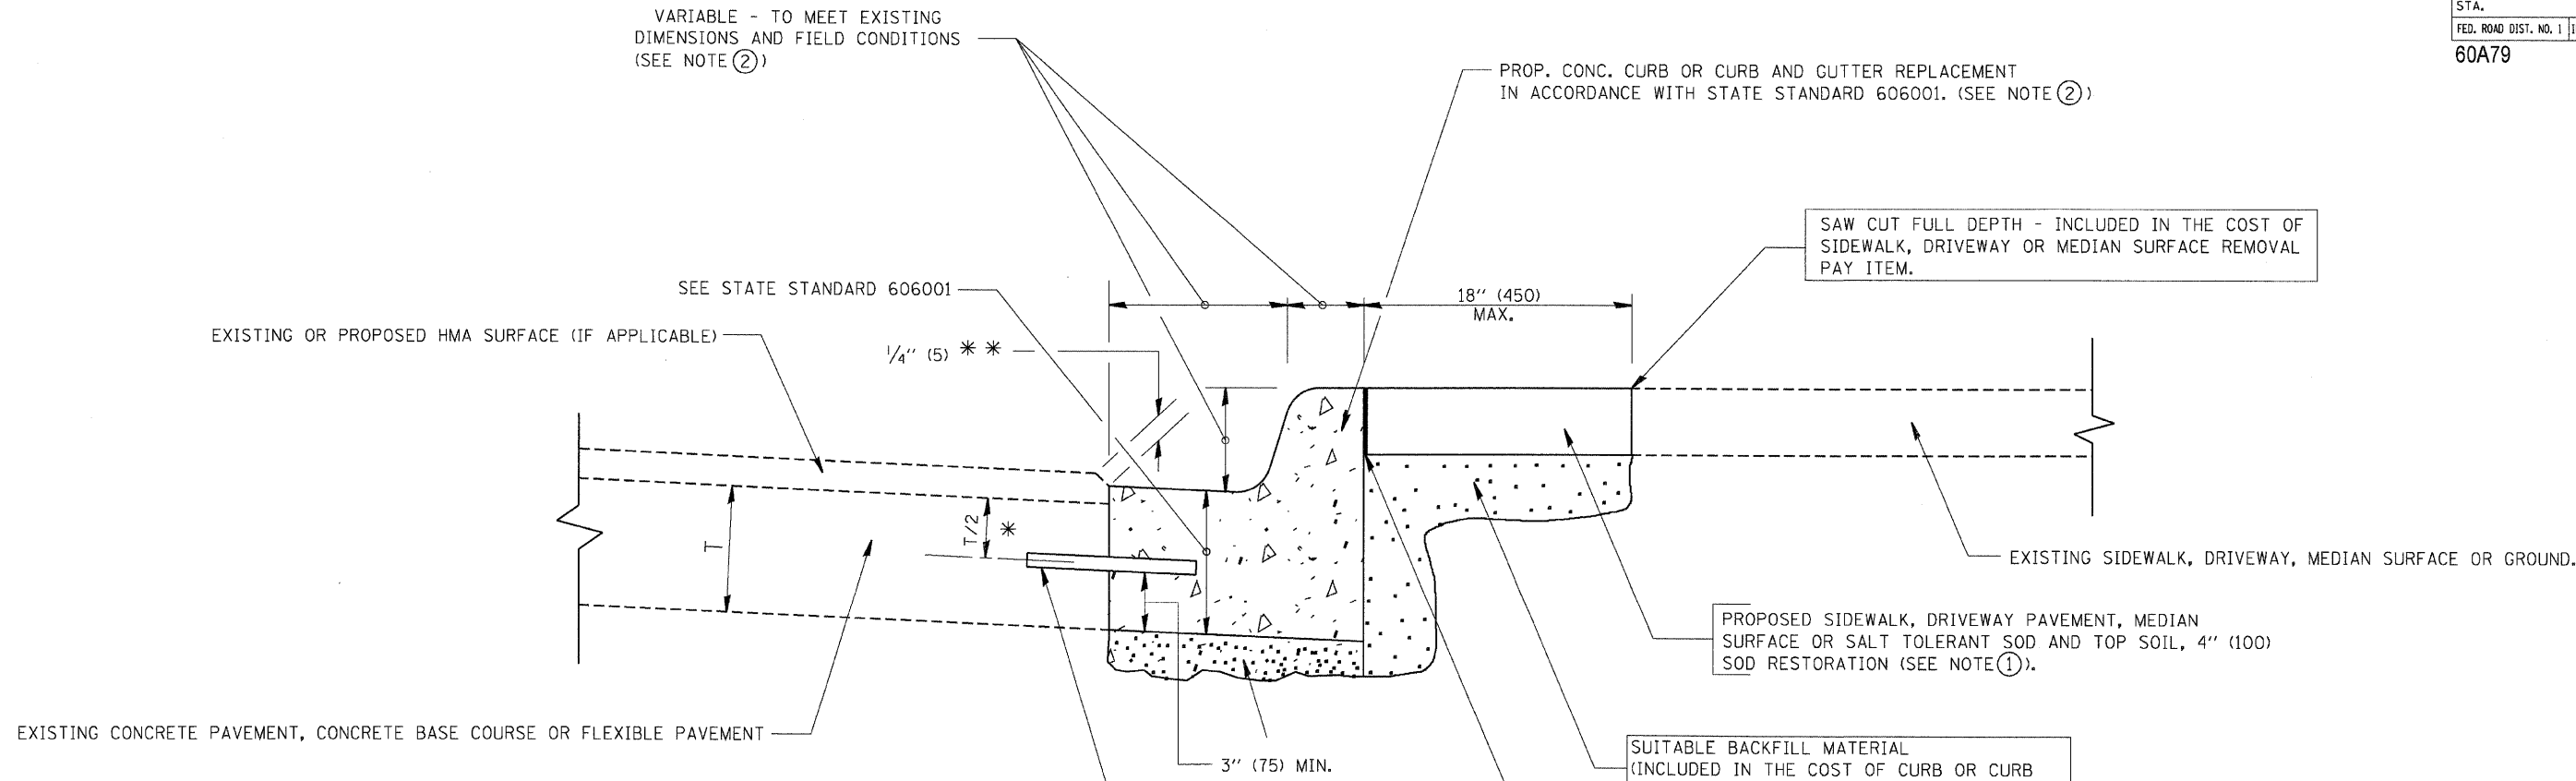 VARIABLE - TO MEET EXISTING
DIMENSIONS AND FIELD CONDITIONS
(SEE NOTE ②)
STA.
FED. ROAD DIST. NO. 1
60A79
PROP. CONC. CURB OR CURB AND GUTTER REPLACEMENT
IN ACCORDANCE WITH STATE STANDARD 606001. (SEE NOTE ②)
SAW CUT FULL DEPTH - INCLUDED IN THE COST OF
SIDEWALK, DRIVEWAY OR MEDIAN SURFACE REMOVAL
PAY ITEM.
SEE STATE STANDARD 606001
18" (450)
MAX.
EXISTING OR PROPOSED HMA SURFACE (IF APPLICABLE)
1/4" (5) * *
T
T/2
*
EXISTING SIDEWALK, DRIVEWAY, MEDIAN SURFACE OR GROUND.
PROPOSED SIDEWALK, DRIVEWAY PAVEMENT, MEDIAN
SURFACE OR SALT TOLERANT SOD AND TOP SOIL, 4" (100)
SOD RESTORATION (SEE NOTE ①).
EXISTING CONCRETE PAVEMENT, CONCRETE BASE COURSE OR FLEXIBLE PAVEMENT
3" (75) MIN.
SUITABLE BACKFILL MATERIAL
(INCLUDED IN THE COST OF CURB OR CURB